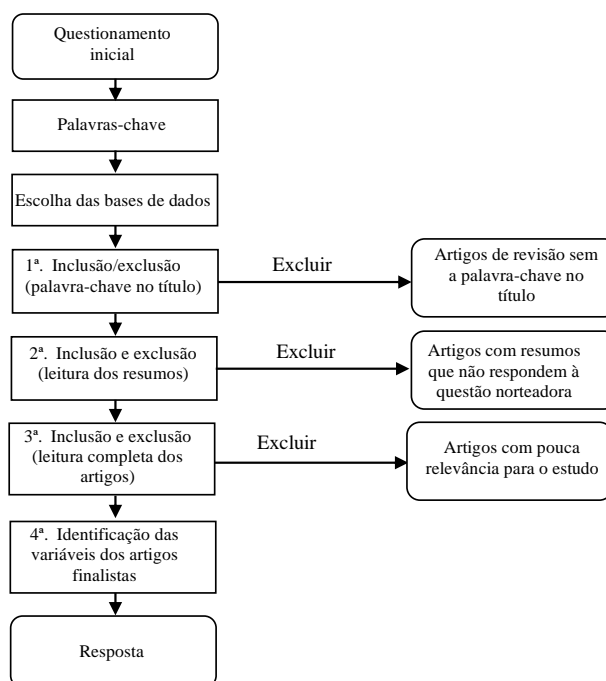 Questionamento
inicial
Palavras-chave
Escolha das bases de dados
1ª. Inclusão/exclusão
(palavra-chave no título)
Excluir
Artigos de revisão sem
a palavra-chave no
título
2ª. Inclusão e exclusão
(leitura dos resumos)
Excluir
Artigos com resumos
que não respondem à
questão norteadora
3ª. Inclusão e exclusão
(leitura completa dos
artigos)
Excluir
Artigos com pouca
relevância para o estudo
4ª. Identificação das
variáveis dos artigos
finalistas
Resposta